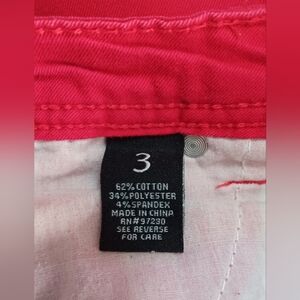 3
62% COTTON
34% POLYESTER
4% SPANDEX
MADE IN CHINA
RN# 97230
SEE REVERSE
FOR CARE